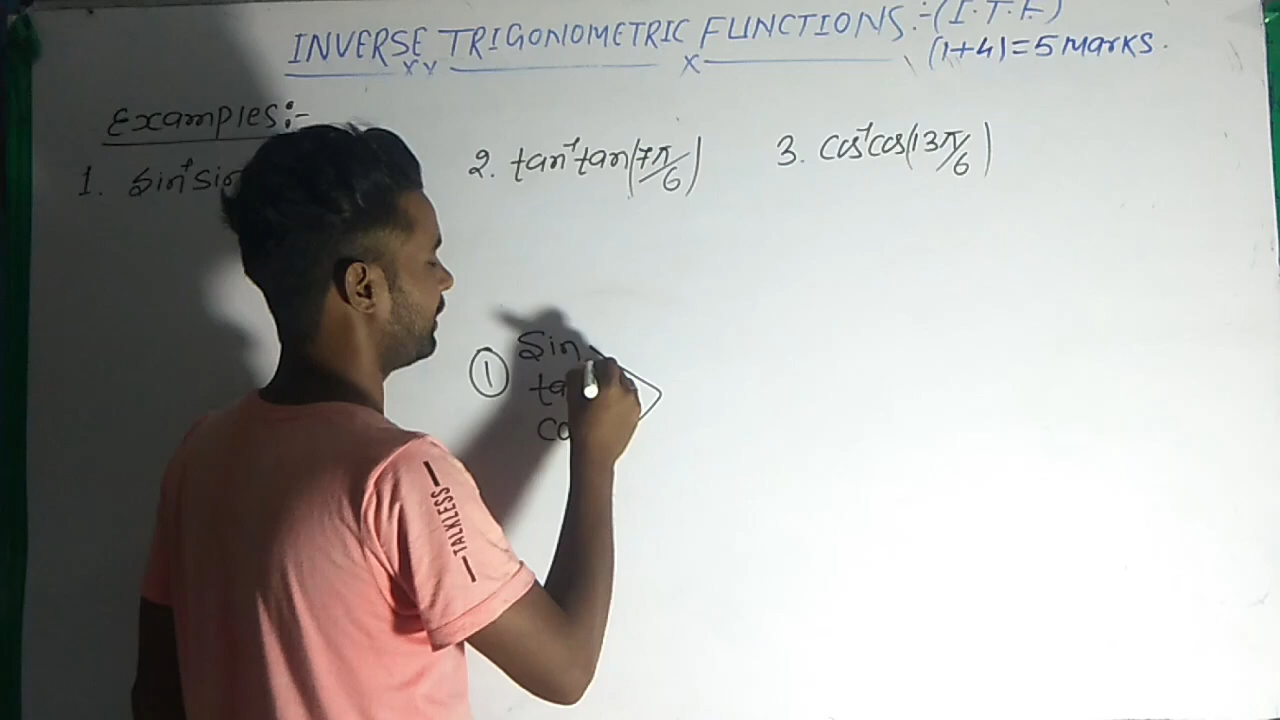 INVERSE TRIGONOMETRIC FUNCTIONS:-(I.T.F)
(1+4)=5 Marks.
Examples:-
1. Sin⁻¹sin
2. tan⁻¹tan(7π/6)
3. Cos⁻¹cos(13π/6)
① Sin
— TALKLESS —